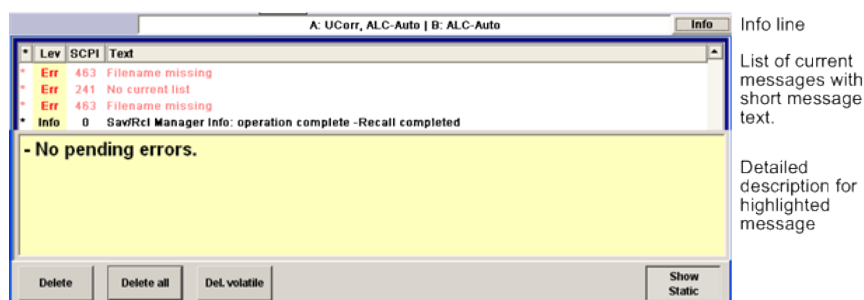 A: UCorr, ALC-Auto | B: ALC-Auto
Info
Info line
* Lev SCPI Text
* Err 463 Filename missing
* Err 241 No current list
* Err 463 Filename missing
* Info 0 Sav/Rcl Manager Info: operation complete -Recall completed
List of current
messages with
short message
text.
- No pending errors.
Detailed
description for
highlighted
message
Delete
Delete all
Del. volatile
Show
Static